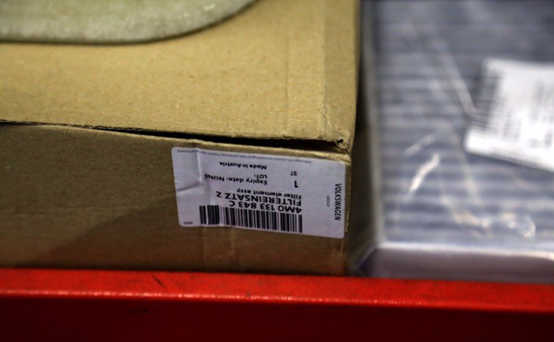 4M0 133 843 C
FILTEREINSATZ Z
Filter element assy
Expiry date: None
1
LOT:
ST
Made in Austria
VOLKSWAGEN